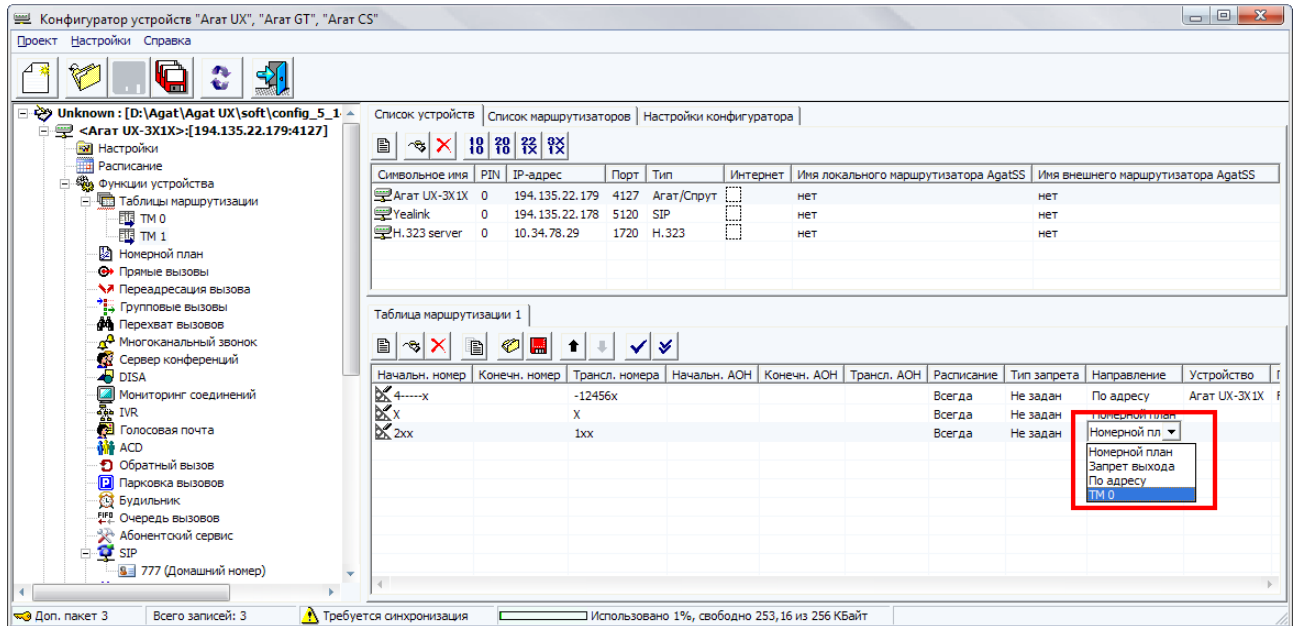 Конфигуратор устройств "Агат UX", "Агат GT", "Агат CS"
Проект Настройки Справка
Unknown : [D:\Agat\Agat UX\soft\config_5_1
<Агат UX-3X1X>:[194.135.22.179:4127]
Настройки
Расписание
Функции устройства
Таблицы маршрутизации
ТМ 0
ТМ 1
Номерной план
Прямые вызовы
Переадресация вызова
Групповые вызовы
Перехват вызовов
Многоканальный звонок
Сервер конференций
DISA
Мониторинг соединений
IVR
Голосовая почта
ACD
Обратный вызов
Парковка вызовов
Будильник
Очередь вызовов
Абонентский сервис
SIP
777 (Домашний номер)
Список устройств Список маршрутизаторов Настройки конфигуратора
Символьное имя PIN IP-адрес Порт Тип Интернет Имя локального маршрутизатора AgatSS Имя внешнего маршрутизатора AgatSS
Агат UX-3X1X 0 194.135.22.179 4127 Агат/Спрут нет нет
Yealink 0 194.135.22.178 5120 SIP нет нет
H.323 server 0 10.34.78.29 1720 H.323 нет нет
Таблица маршрутизации 1
Начальн. номер Конечн. номер Трансл. номера Начальн. АОН Конечн. АОН Трансл. АОН Расписание Тип запрета Направление Устройство
4-----x -12456x Всегда Не задан По адресу Агат UX-3X1X
X X Всегда Не задан Номерной план
2xx 1xx Всегда Не задан Номерной пл
Номерной план
Запрет выхода
По адресу
ТМ 0
Доп. пакет 3 Всего записей: 3 Требуется синхронизация Использовано 1%, свободно 253,16 из 256 КБайт